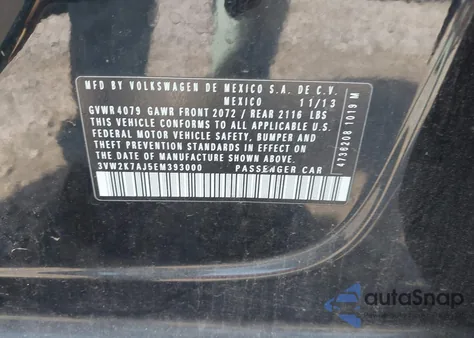 MFD BY VOLKSWAGEN DE MEXICO S.A. DE C.V.
MEXICO 11/13
GVWR 4079 GAWR FRONT 2072 / REAR 2116 LBS
THIS VEHICLE CONFORMS TO ALL APPLICABLE U.S.
FEDERAL MOTOR VEHICLE SAFETY, BUMPER AND
THEFT PREVENTION STANDARDS IN EFFECT ON THE
DATE OF MANUFACTURE SHOWN ABOVE.
3VW2K7AJ5EM393000 PASSENGER CAR
4736208 1019 M
autoSnap